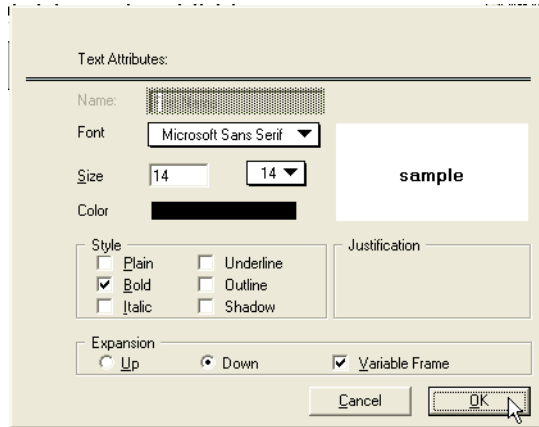 Text Attributes:
Name:
Font Microsoft Sans Serif
Size 14 14
sample
Color
Style
Justification
Plain Underline
Bold Outline
Italic Shadow
Expansion
Up Down Variable Frame
Cancel OK